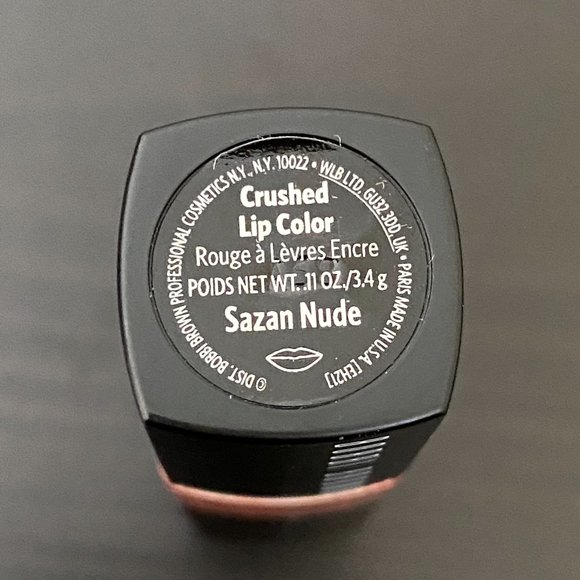 Crushed
Lip Color
Rouge à Lèvres Encre
POIDS NET WT. .11 OZ./3.4 g
Sazan Nude
© DIST. BOBBI BROWN PROFESSIONAL COSMETICS N.Y., N.Y. 10022 • WLB LTD. GU32 3DD, UK • PARIS MADE IN U.S.A. [EH21]